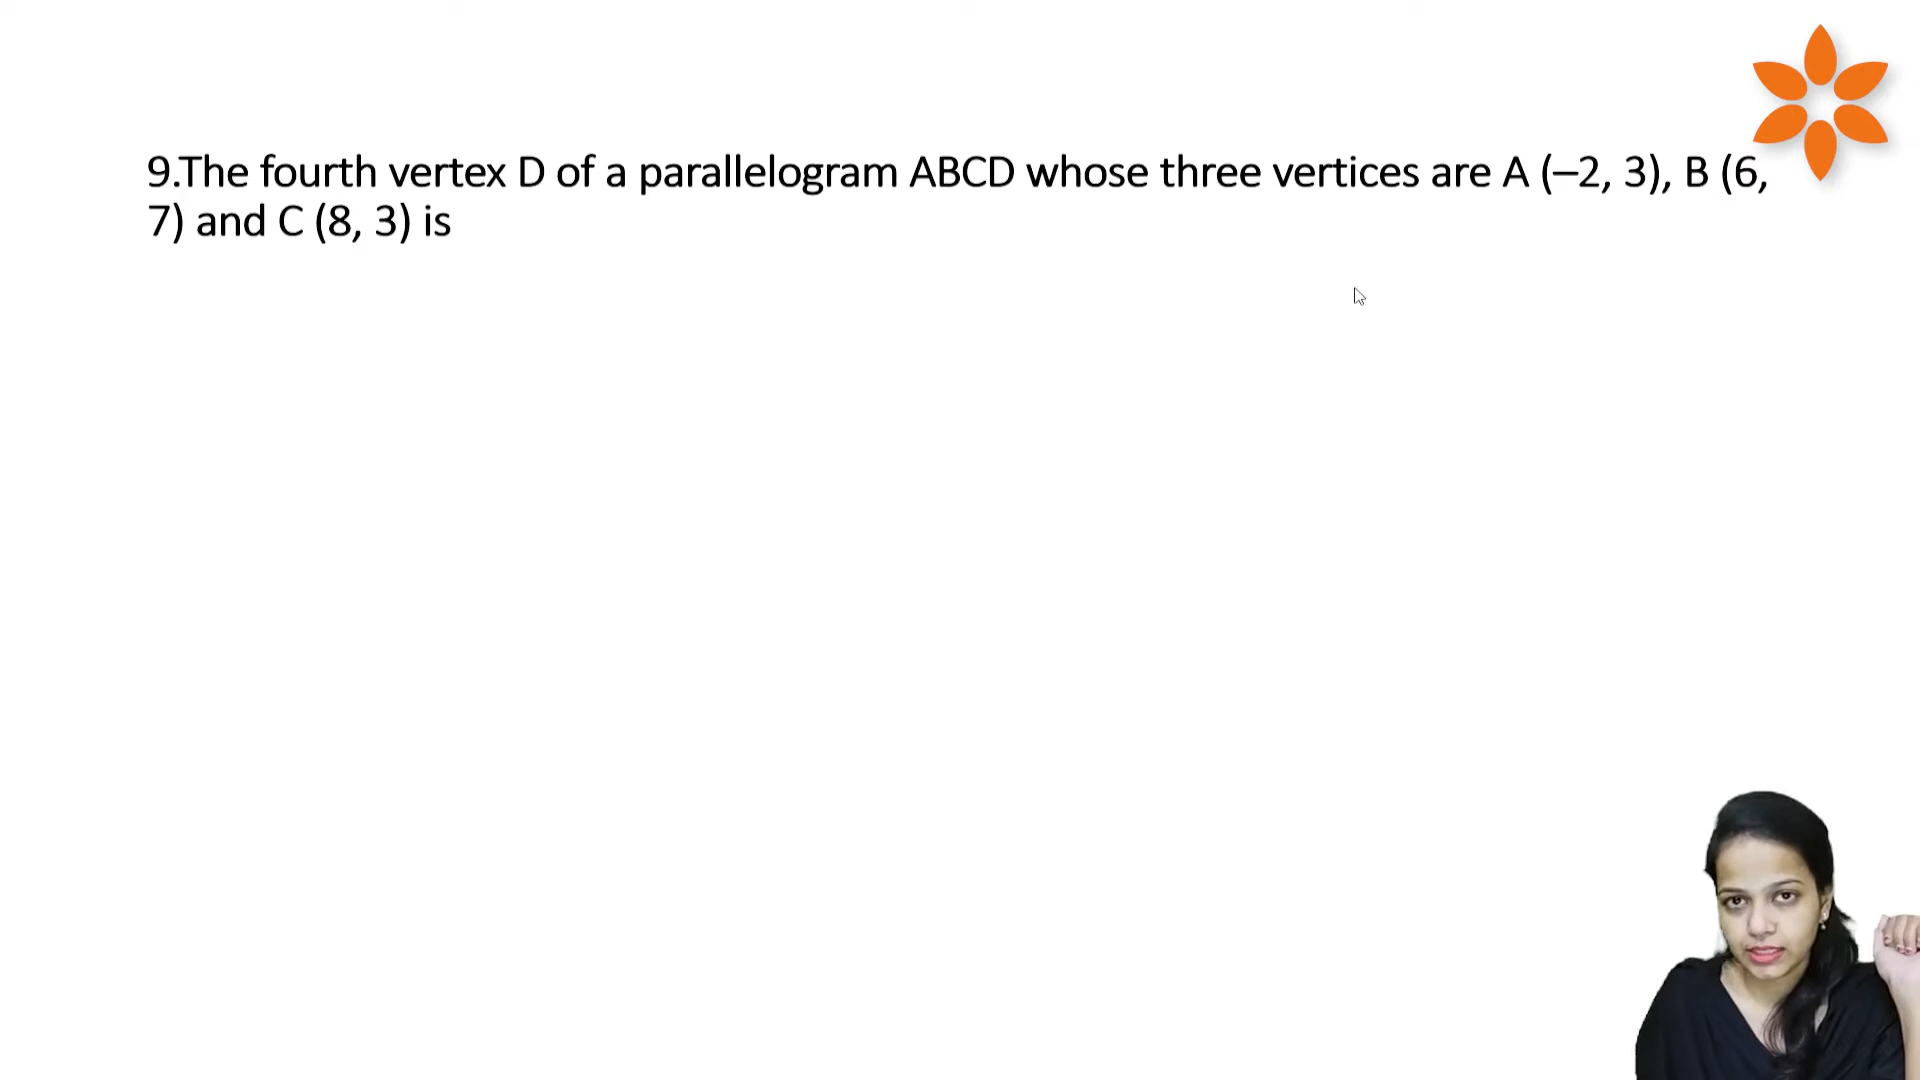 9.The fourth vertex D of a parallelogram ABCD whose three vertices are A (–2, 3), B (6,
7) and C (8, 3) is